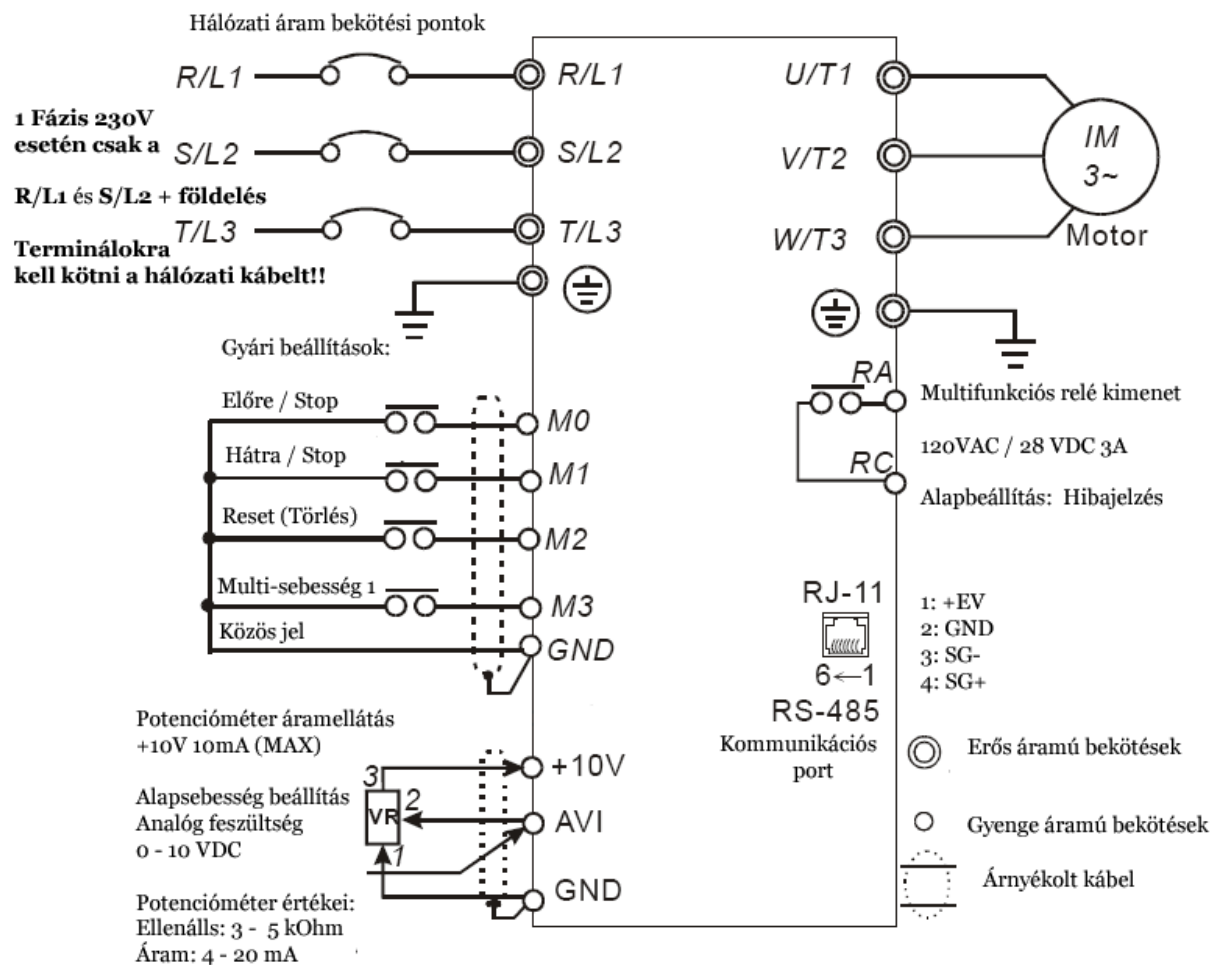 Hálózati áram bekötési pontok
R/L1
R/L1
U/T1
1 Fázis 230V
esetén csak a
S/L2
S/L2
V/T2
IM
3~
R/L1 és S/L2 + földelés
T/L3
T/L3
W/T3
Motor
Terminálokra
kell kötni a hálózati kábelt!!
Gyári beállítások:
Előre / Stop
M0
Hátra / Stop
M1
Reset (Törlés)
M2
Multi-sebesség 1
M3
Közös jel
GND
RA
Multifunkciós relé kimenet
120VAC / 28 VDC 3A
RC
Alapbeállítás: Hibajelzés
RJ-11
6←1
RS-485
Kommunikációs
port
1: +EV
2: GND
3: SG-
4: SG+
Potencióméter áramellátás
+10V 10mA (MAX)
+10V
Alapsebesség beállítás
Analóg feszültség
0 - 10 VDC
3
VR
2
1
AVI
GND
Potencióméter értékei:
Ellenálls: 3 - 5 kOhm
Áram: 4 - 20 mA
Erős áramú bekötések
Gyenge áramú bekötések
Árnyékolt kábel